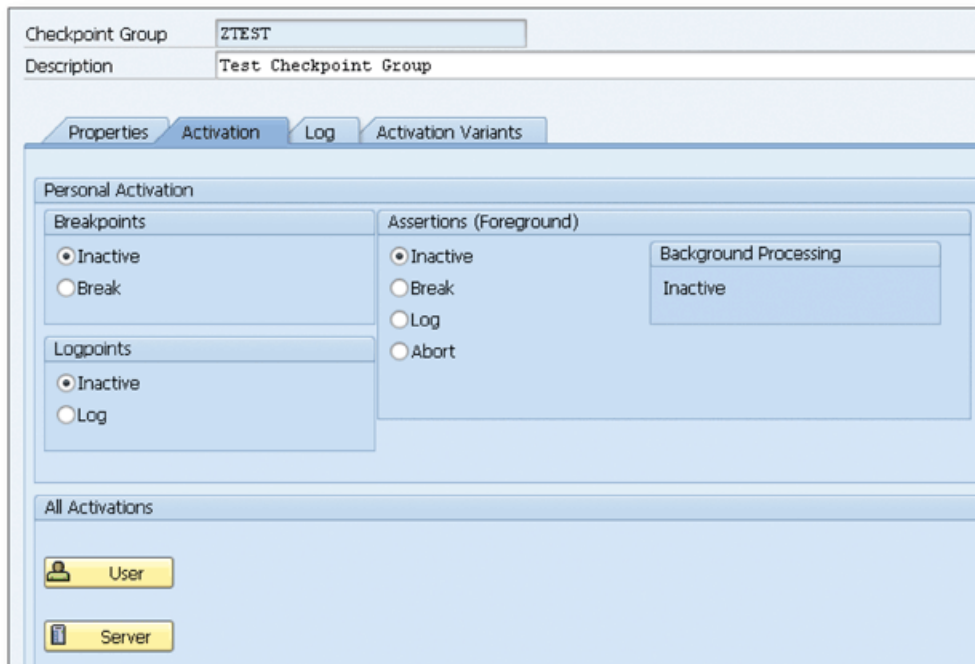 Checkpoint Group ZTEST
Description Test Checkpoint Group
Properties Activation Log Activation Variants
Personal Activation
Breakpoints
Inactive
Break
Logpoints
Inactive
Log
Assertions (Foreground)
Inactive
Break
Log
Abort
Background Processing
Inactive
All Activations
User
Server